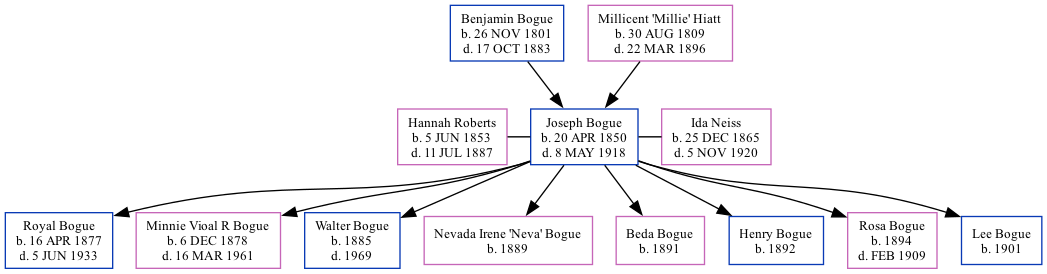 Benjamin Bogue
b. 26 NOV 1801
d. 17 OCT 1883
Millicent 'Millie' Hiatt
b. 30 AUG 1809
d. 22 MAR 1896
Hannah Roberts
b. 5 JUN 1853
d. 11 JUL 1887
Joseph Bogue
b. 20 APR 1850
d. 8 MAY 1918
Ida Neiss
b. 25 DEC 1865
d. 5 NOV 1920
Royal Bogue
b. 16 APR 1877
d. 5 JUN 1933
Minnie Vioal R Bogue
b. 6 DEC 1878
d. 16 MAR 1961
Walter Bogue
b. 1885
d. 1969
Nevada Irene 'Neva' Bogue
b. 1889
Beda Bogue
b. 1891
Henry Bogue
b. 1892
Rosa Bogue
b. 1894
d. FEB 1909
Lee Bogue
b. 1901